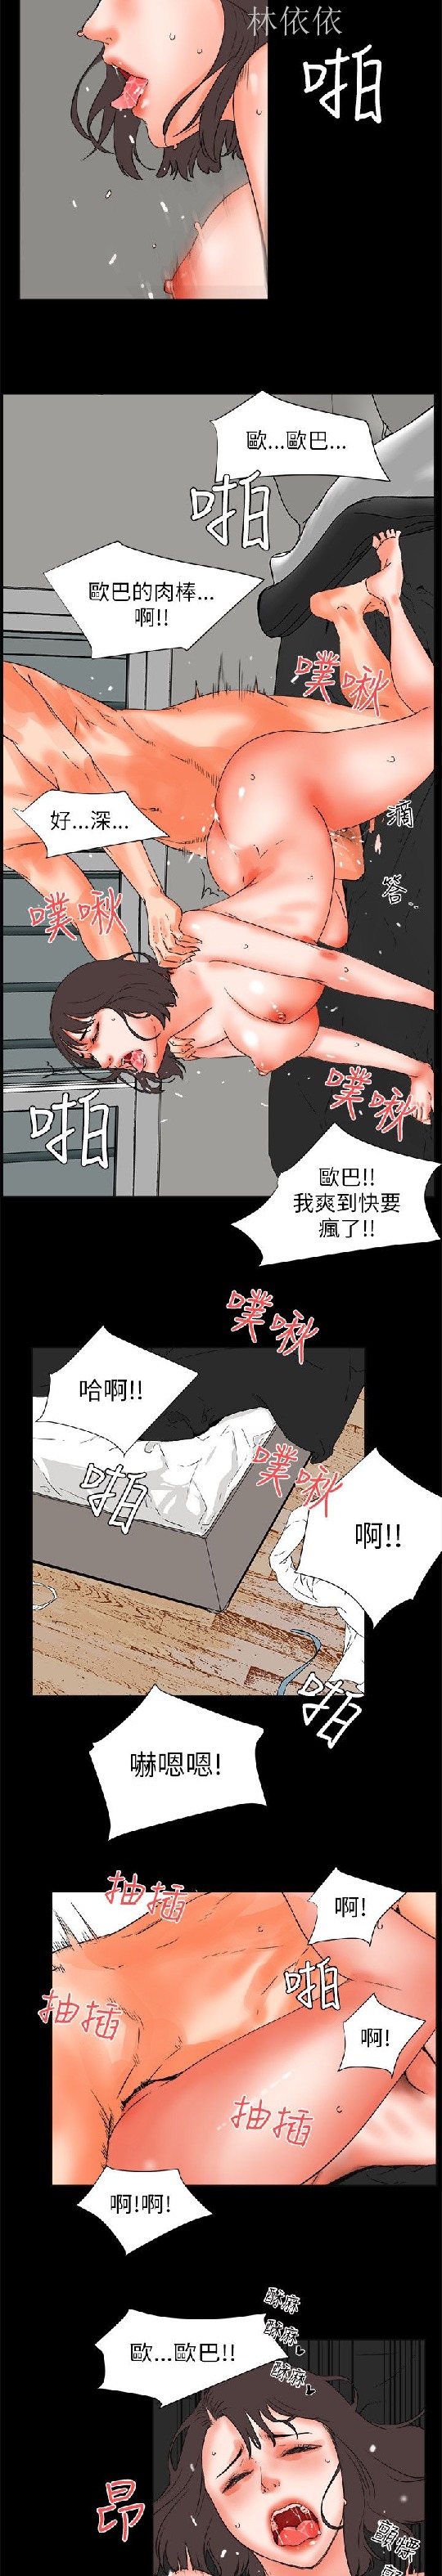 林依依
啪
歐...歐巴...
啪
歐巴的肉棒...
啊!!
噗啾
好...深...
滴
答
噗啾
噗啾
啪
歐巴!!
我爽到快要
瘋了!!
噗啾
哈啊!!
噗啾
啪
啊!!
啪
嚇嗯嗯!
抽插
啊!
啪
抽插
啊!
抽插
啊!啊!
酥麻
酥麻♥
歐...歐巴!!
酥麻♥
昂
顫慄